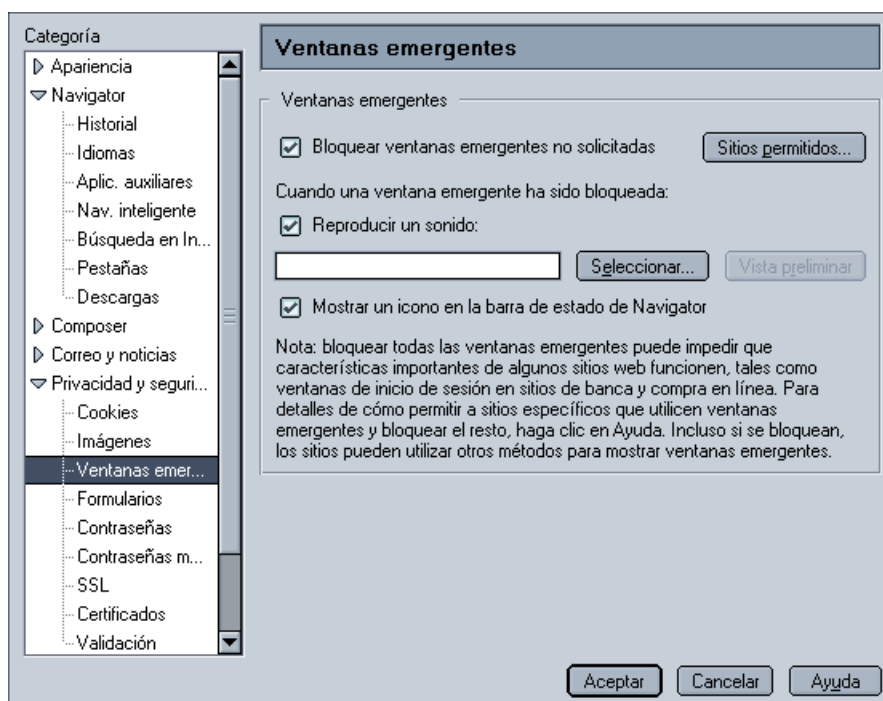 Categoría
Apariencia
Navigator
Historial
Idiomas
Aplic. auxiliares
Nav. inteligente
Búsqueda en In...
Pestañas
Descargas
Composer
Correo y noticias
Privacidad y seguri...
Cookies
Imágenes
Ventanas emer...
Formularios
Contraseñas
Contraseñas m...
SSL
Certificados
Validación
Ventanas emergentes
Ventanas emergentes
Bloquear ventanas emergentes no solicitadas
Sitios permitidos...
Cuando una ventana emergente ha sido bloqueada:
Reproducir un sonido:
Seleccionar...
Vista preliminar
Mostrar un icono en la barra de estado de Navigator
Nota: bloquear todas las ventanas emergentes puede impedir que
características importantes de algunos sitios web funcionen, tales como
ventanas de inicio de sesión en sitios de banca y compra en línea. Para
detalles de cómo permitir a sitios específicos que utilicen ventanas
emergentes y bloquear el resto, haga clic en Ayuda. Incluso si se bloquean,
los sitios pueden utilizar otros métodos para mostrar ventanas emergentes.
Aceptar
Cancelar
Ayuda